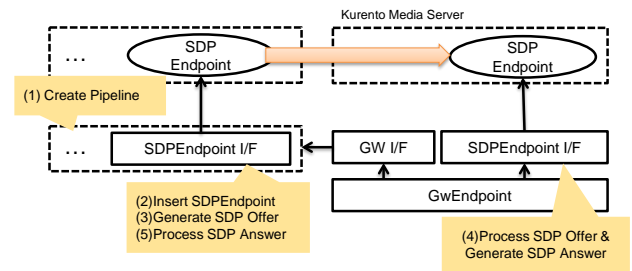 Kurento Media Server
...
SDP
Endpoint
SDP
Endpoint
(1) Create Pipeline
...
SDPEndpoint I/F
GW I/F
SDPEndpoint I/F
GwEndpoint
(2)Insert SDPEndpoint
(3)Generate SDP Offer
(5)Process SDP Answer
(4)Process SDP Offer &
Generate SDP Answer